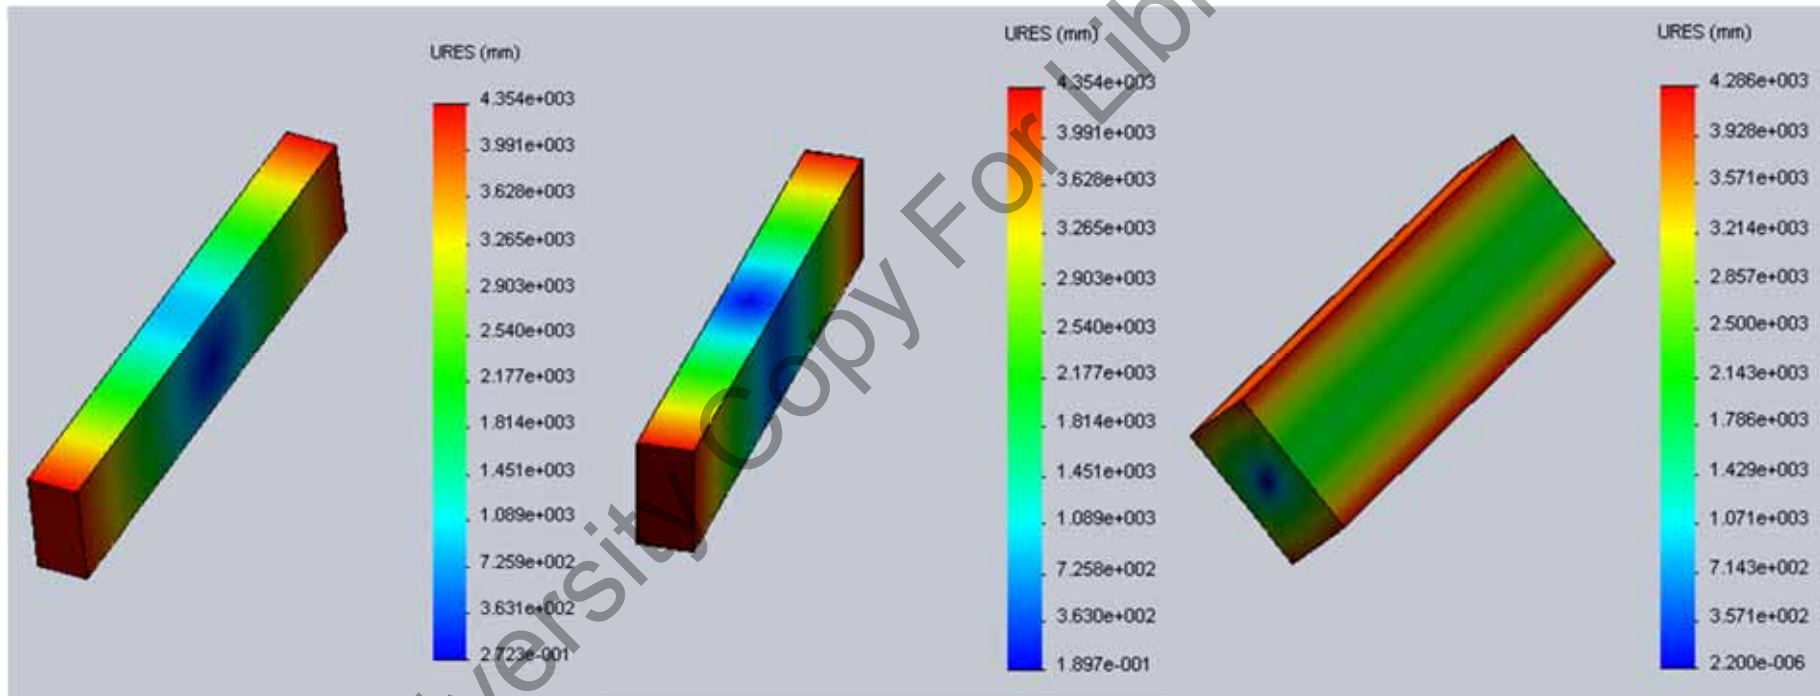 URES (mm)
4.354e+003
3.991e+003
3.628e+003
3.265e+003
2.903e+003
2.540e+003
2.177e+003
1.814e+003
1.451e+003
1.089e+003
7.259e+002
3.631e+002
2.723e-001
URES (mm)
4.354e+003
3.991e+003
3.628e+003
3.265e+003
2.903e+003
2.540e+003
2.177e+003
1.814e+003
1.451e+003
1.089e+003
7.258e+002
3.630e+002
1.897e-001
URES (mm)
4.286e+003
3.928e+003
3.571e+003
3.214e+003
2.857e+003
2.500e+003
2.143e+003
1.786e+003
1.429e+003
1.071e+003
7.143e+002
3.571e+002
2.200e-006
Copy For